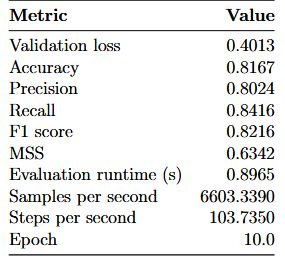 Metric Value
Validation loss 0.4013
Accuracy 0.8167
Precision 0.8024
Recall 0.8416
F1 score 0.8216
MSS 0.6342
Evaluation runtime (s) 0.8965
Samples per second 6603.3390
Steps per second 103.7350
Epoch 10.0